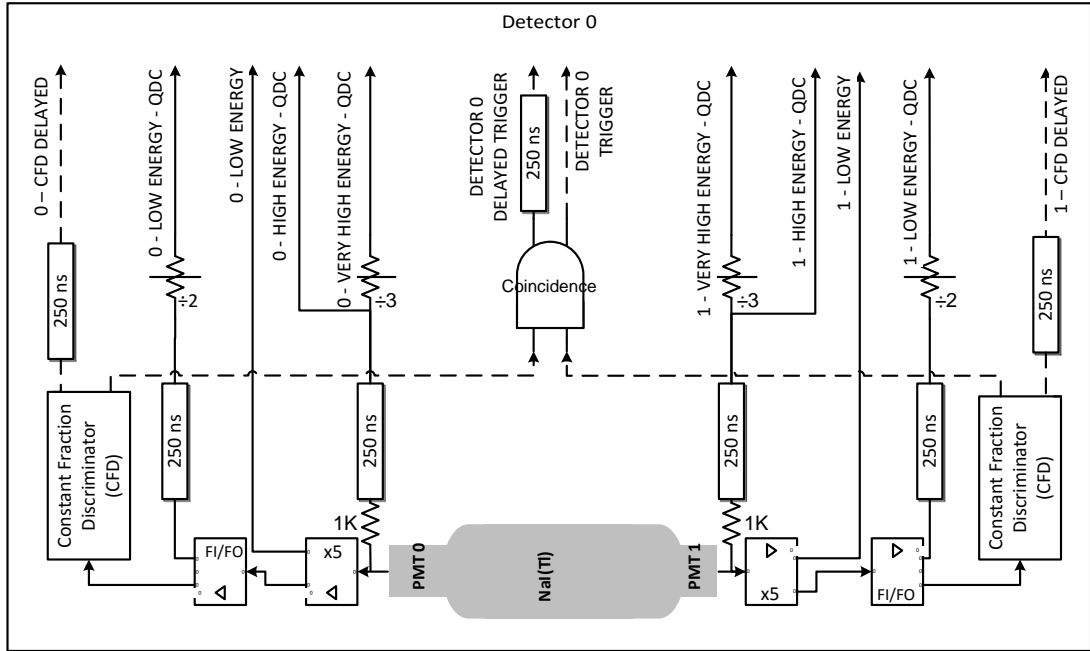 Detector 0
0 – CFD DELAYED
0 - LOW ENERGY - QDC
0 - LOW ENERGY
0 - HIGH ENERGY - QDC
0 - VERY HIGH ENERGY - QDC
DETECTOR 0
DELAYED TRIGGER
DETECTOR 0
TRIGGER
1 - VERY HIGH ENERGY - QDC
1 - HIGH ENERGY - QDC
1 - LOW ENERGY
1 - LOW ENERGY - QDC
1 – CFD DELAYED
250 ns
250 ns
250 ns
÷2
÷3
Coincidence
÷3
÷2
Constant Fraction
Discriminator
(CFD)
250 ns
250 ns
250 ns
250 ns
Constant Fraction
Discriminator
(CFD)
1K
1K
FI/FO
x5
PMT 0
NaI(Tl)
PMT 1
x5
FI/FO